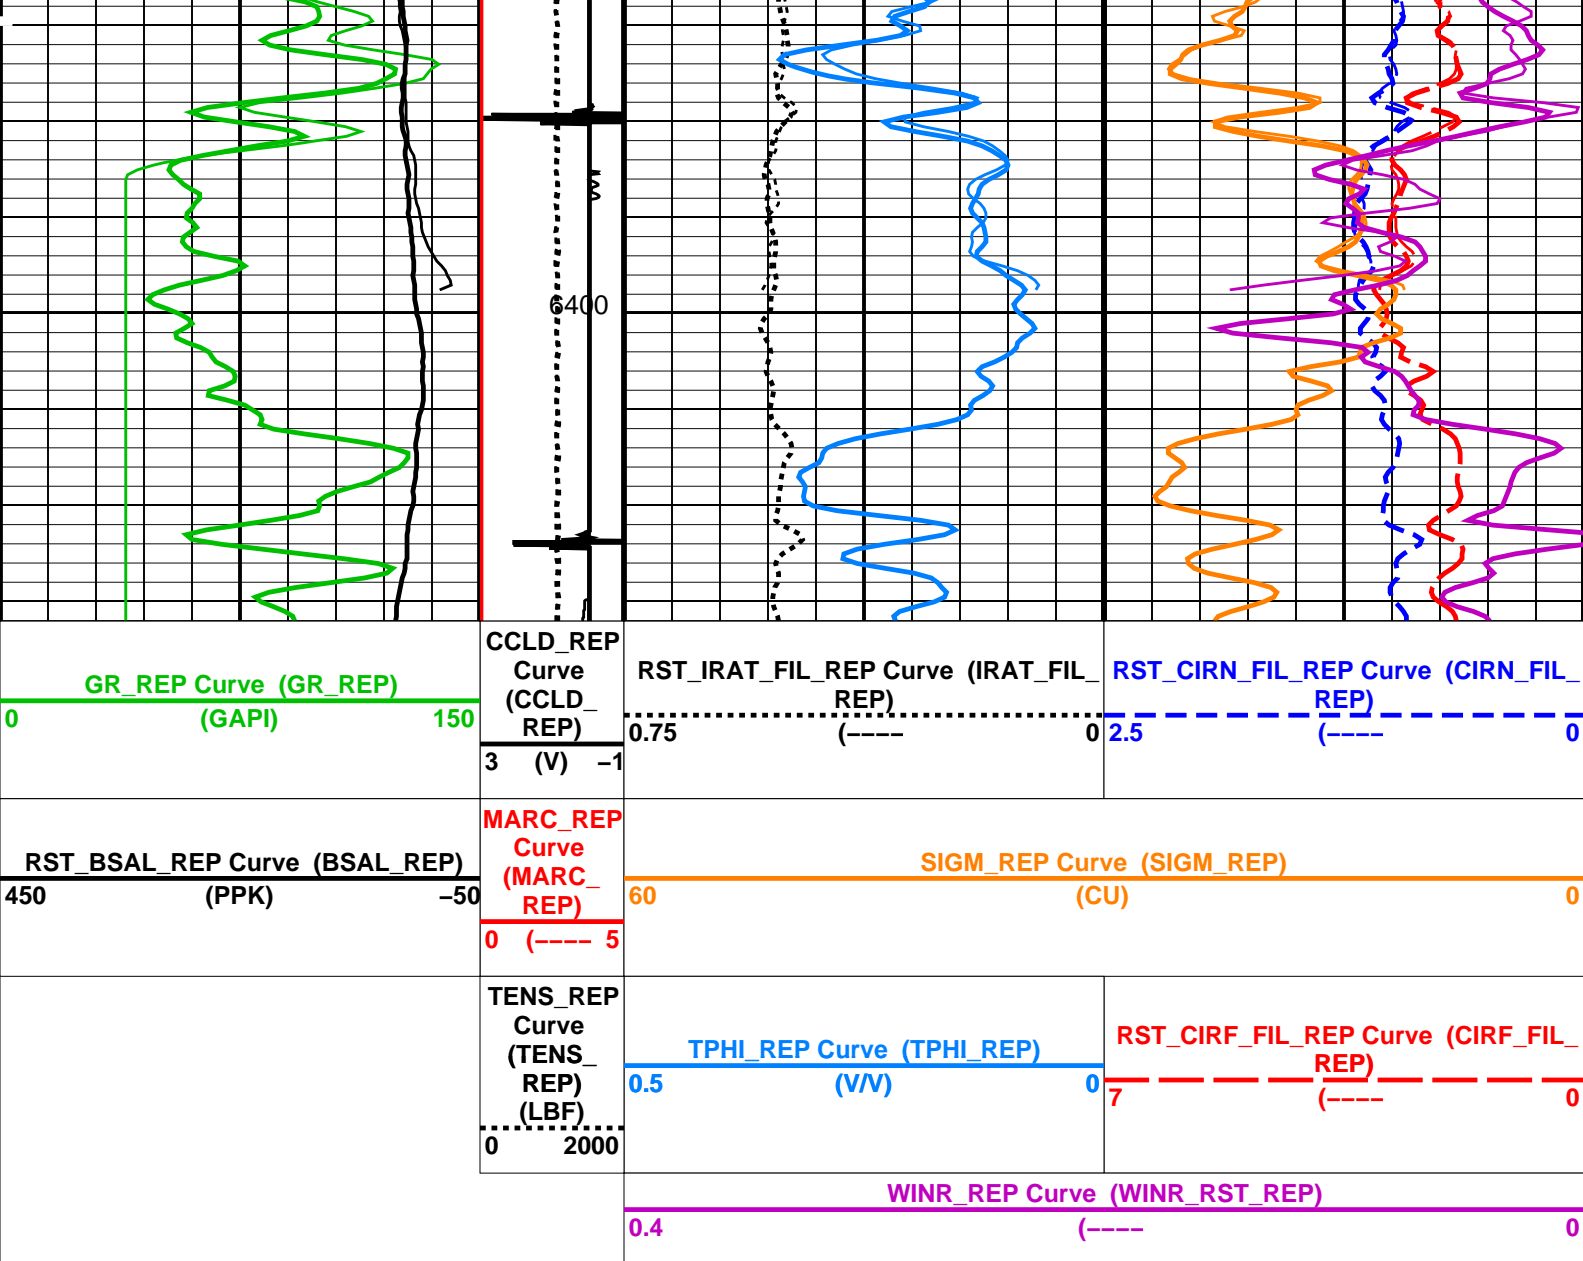 6400
GR_REP Curve (GR_REP)
0 (GAPI) 150
CCLD_REP
Curve
(CCLD_
REP)
3 (V) −1
RST_IRAT_FIL_REP Curve (IRAT_FIL_
REP)
0.75 (−−−− 0
RST_CIRN_FIL_REP Curve (CIRN_FIL_
REP)
2.5 (−−−− 0
RST_BSAL_REP Curve (BSAL_REP)
450 (PPK) −50
MARC_REP
Curve
(MARC_
REP)
0 (−−−− 5
SIGM_REP Curve (SIGM_REP)
60 (CU) 0
TENS_REP
Curve
(TENS_
REP)
(LBF)
0 2000
TPHI_REP Curve (TPHI_REP)
0.5 (V/V) 0
RST_CIRF_FIL_REP Curve (CIRF_FIL_
REP)
7 (−−−− 0
WINR_REP Curve (WINR_RST_REP)
0.4 (−−−− 0